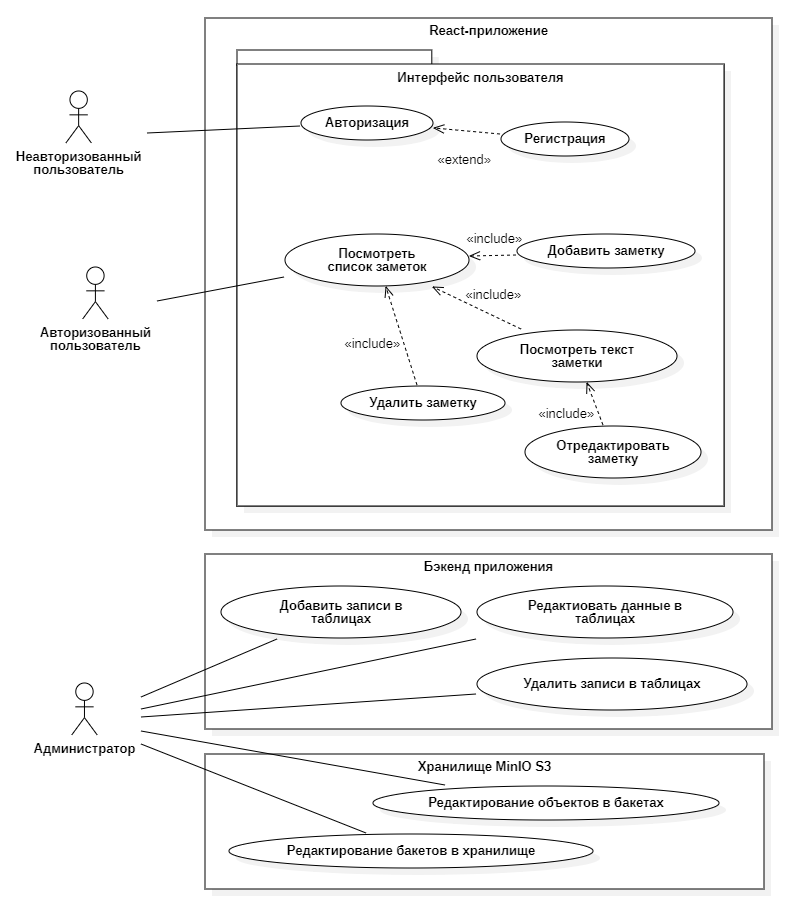 React-приложение
Интерфейс пользователя
Авторизация
Регистрация
«extend»
Неавторизованный
пользователь
Посмотреть
список заметок
«include»
Добавить заметку
«include»
Авторизованный
пользователь
«include»
Посмотреть текст
заметки
Удалить заметку
«include»
Отредактировать
заметку
Бэкенд приложения
Добавить записи в
таблицах
Редактиовать данные в
таблицах
Удалить записи в таблицах
Администратор
Хранилище MinIO S3
Редактирование объектов в бакетах
Редактирование бакетов в хранилище